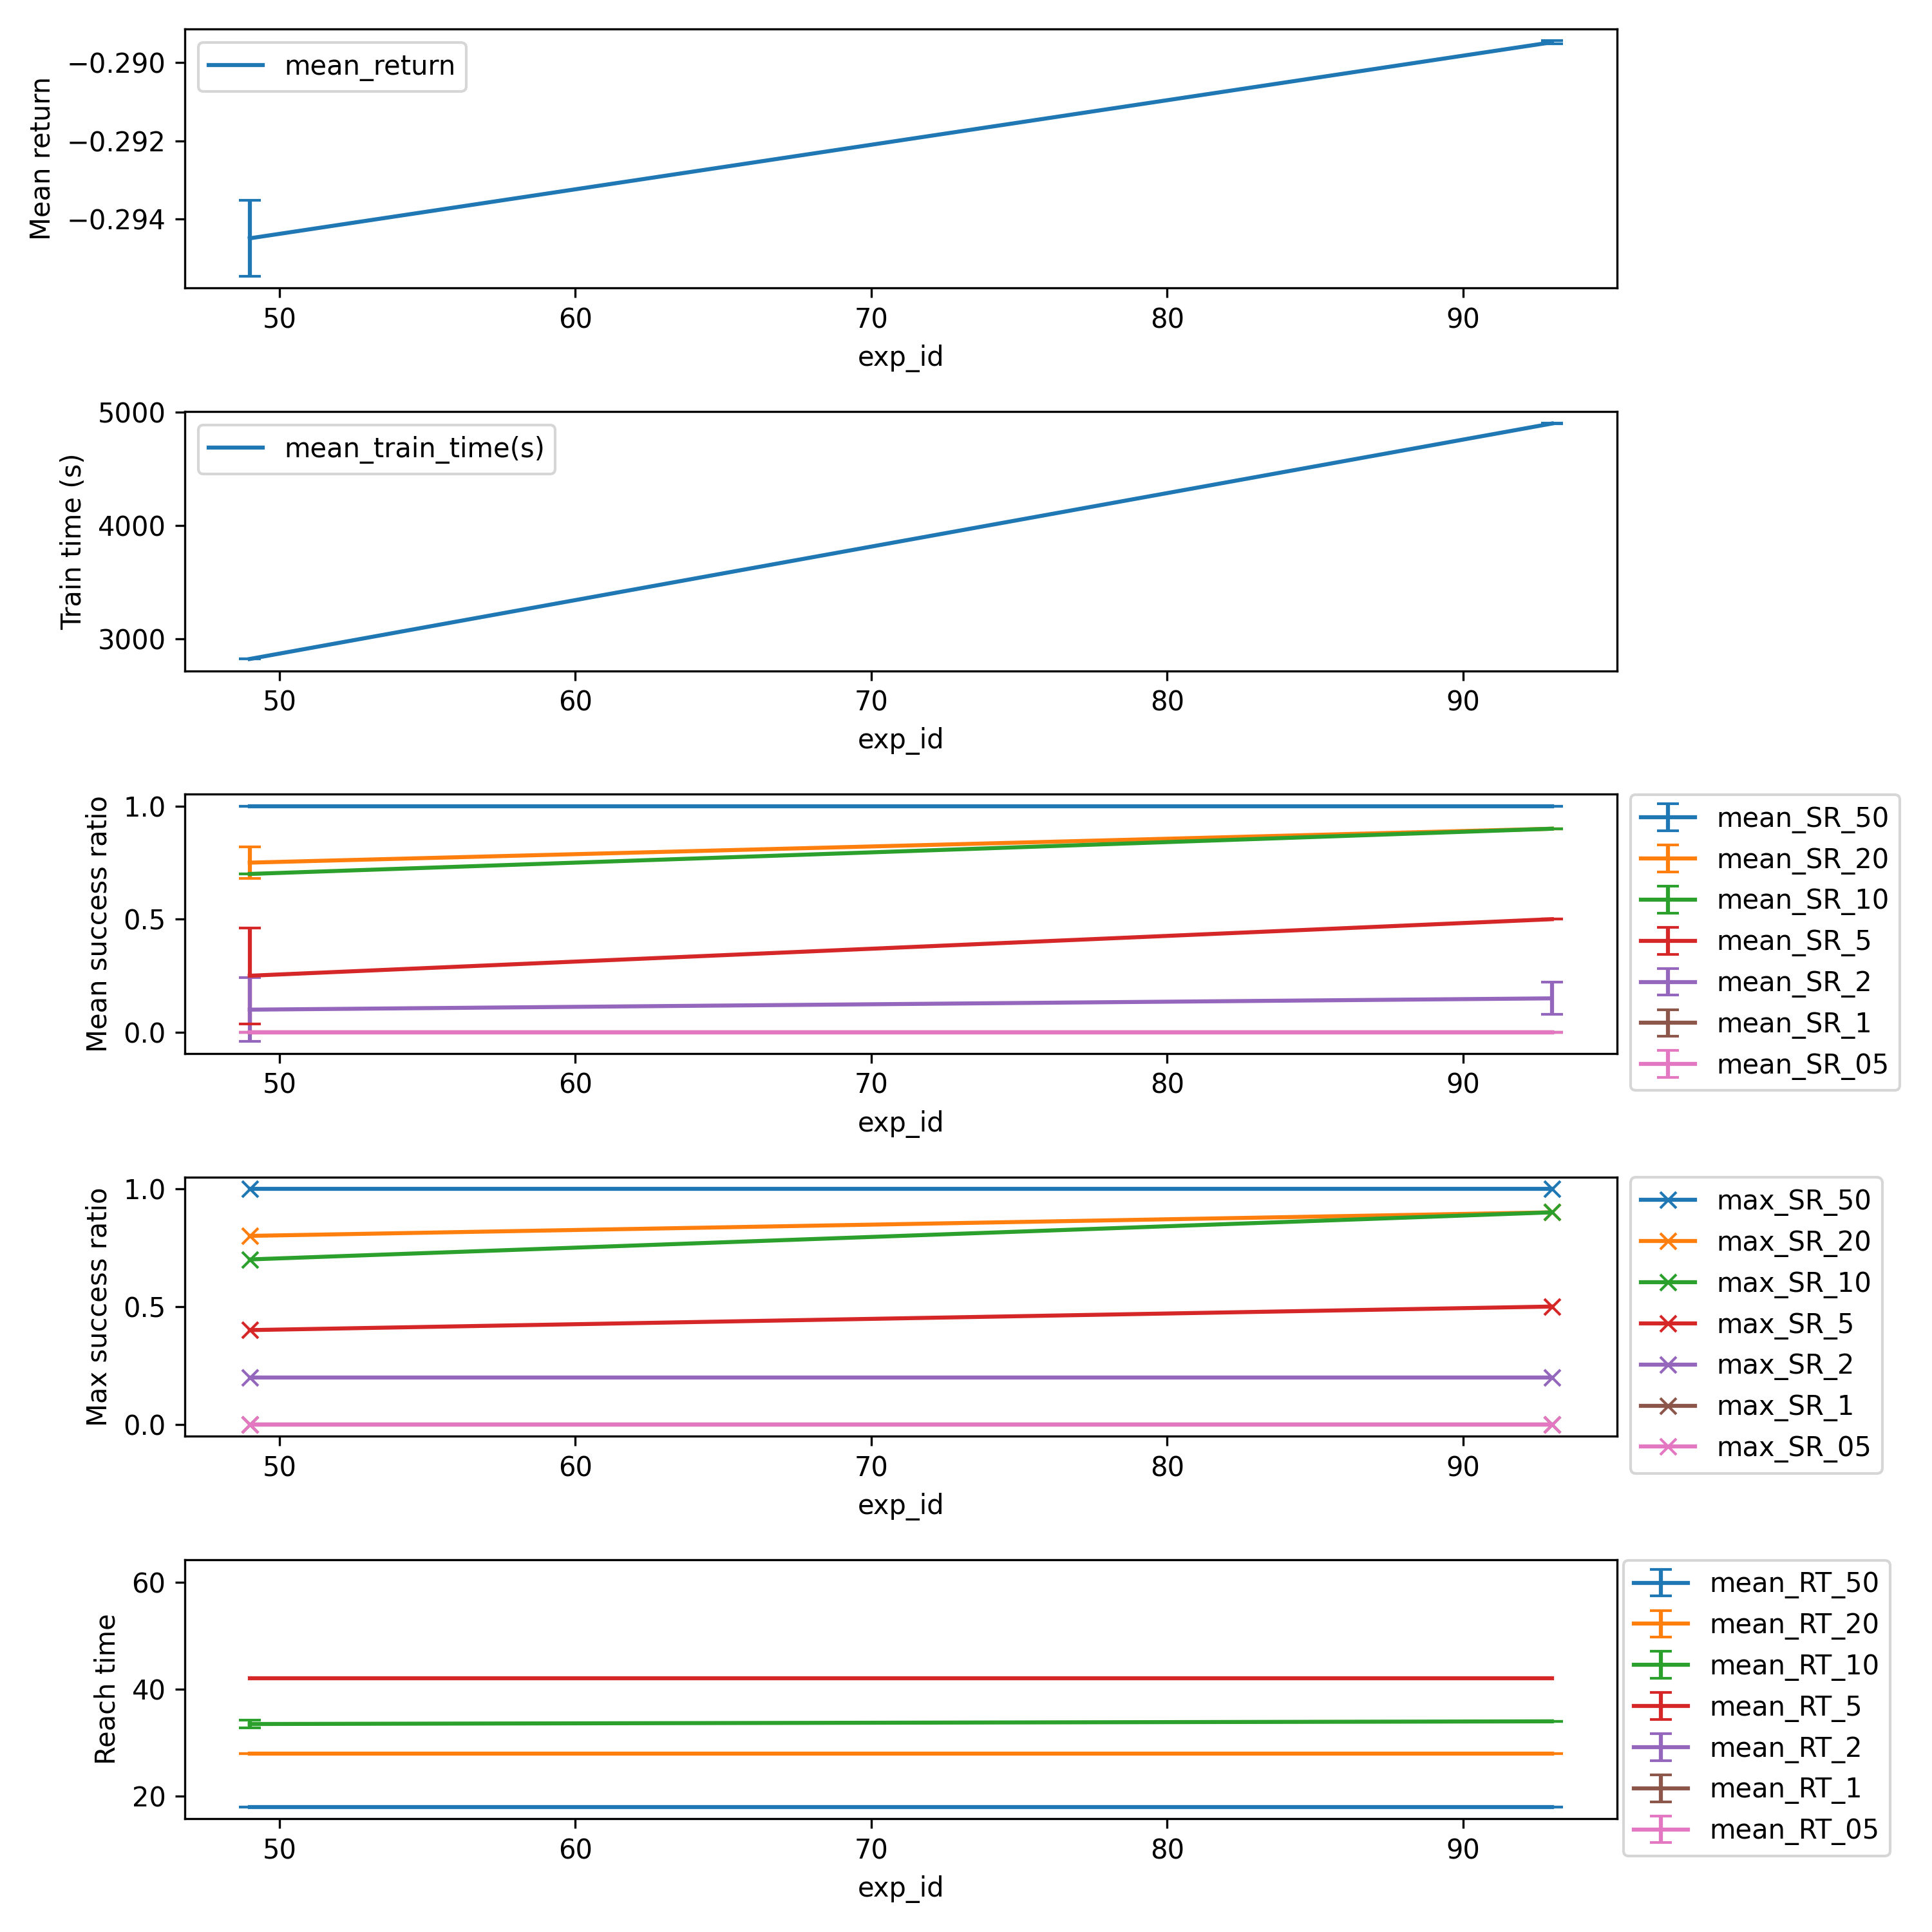 mean_return
Mean return
−0.290
−0.292
−0.294
50 60 70 80 90
exp_id
mean_train_time(s)
Train time (s)
5000
4000
3000
50 60 70 80 90
exp_id
Mean success ratio
1.0
0.5
0.0
50 60 70 80 90
exp_id
mean_SR_50
mean_SR_20
mean_SR_10
mean_SR_5
mean_SR_2
mean_SR_1
mean_SR_05
Max success ratio
1.0
0.5
0.0
50 60 70 80 90
exp_id
max_SR_50
max_SR_20
max_SR_10
max_SR_5
max_SR_2
max_SR_1
max_SR_05
Reach time
60
40
20
50 60 70 80 90
exp_id
mean_RT_50
mean_RT_20
mean_RT_10
mean_RT_5
mean_RT_2
mean_RT_1
mean_RT_05